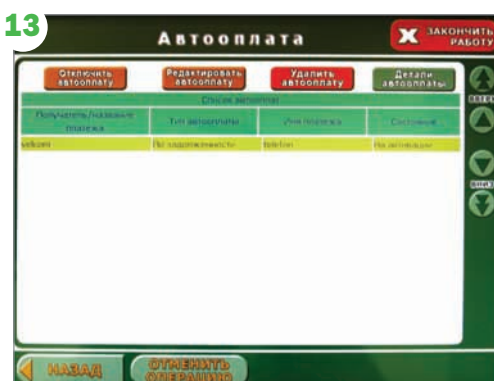 13
Автооплата
ЗАКОНЧИТЬ
РАБОТУ
Отключить
автооплату
Редактировать
автооплату
Удалить
автооплату
Детали
автооплаты
Список автооплат
Получатель/название
платежа
Тип автооплаты
Имя платежа
Состояние
velcom
По задолженности
telefon
На активации
ВВЕРХ
ВНИЗ
НАЗАД
ОТМЕНИТЬ
ОПЕРАЦИЮ